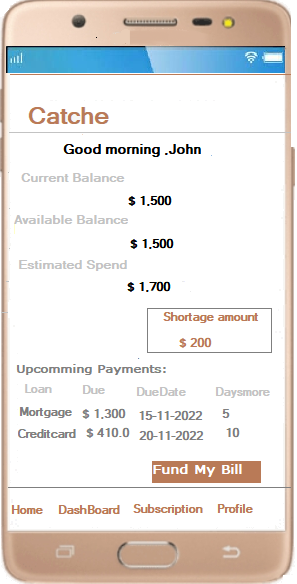 Catche
Good morning .John
Current Balance
$ 1.500
Available Balance
$ 1.500
Estimated Spend
$ 1.700
Shortage amount
$ 200
Upcomming Payments:
Loan Due DueDate Daysmore
Mortgage $ 1.300 15-11-2022 5
Creditcard $ 410.0 20-11-2022 10
Fund My Bill
Home DashBoard Subscription Profile